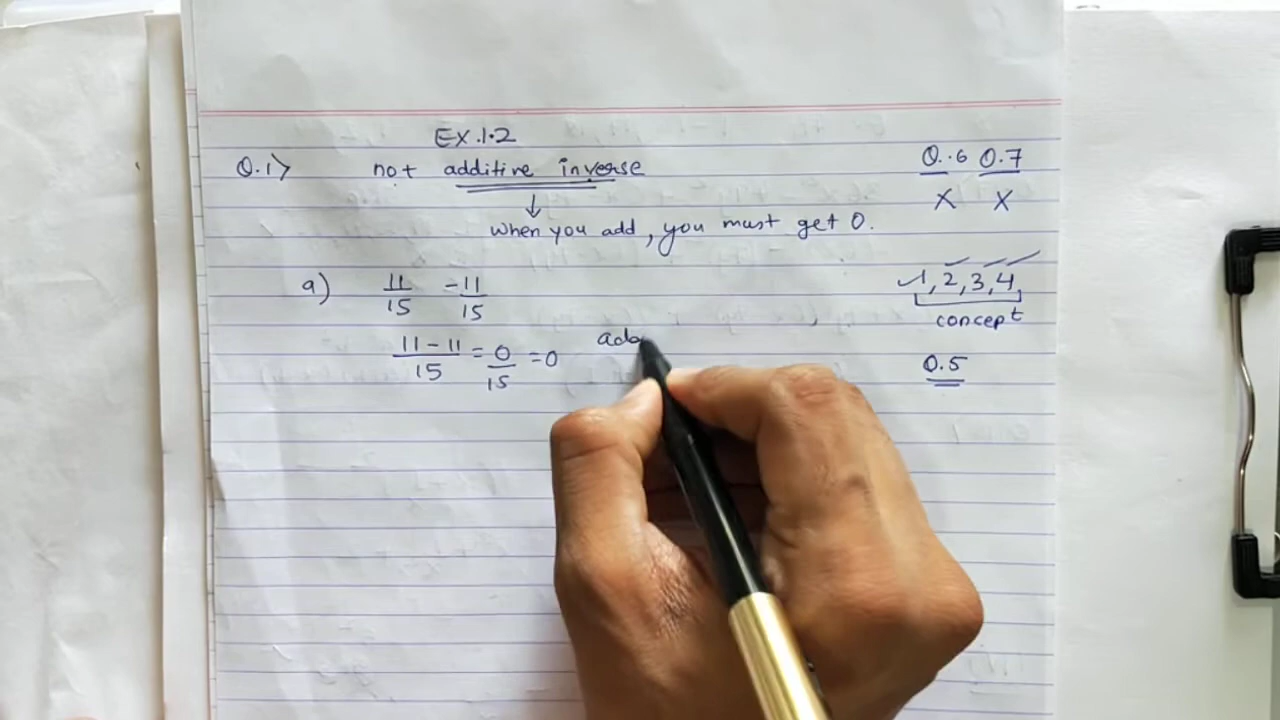 Ex.1.2
Q.1> not additive inverse Q.6 Q.7
↓ X X
When you add, you must get 0.
a) 11/15 -11/15 ✓1, 2, 3, 4,
concept
11-11/15 = 0/15 = 0
Q.5